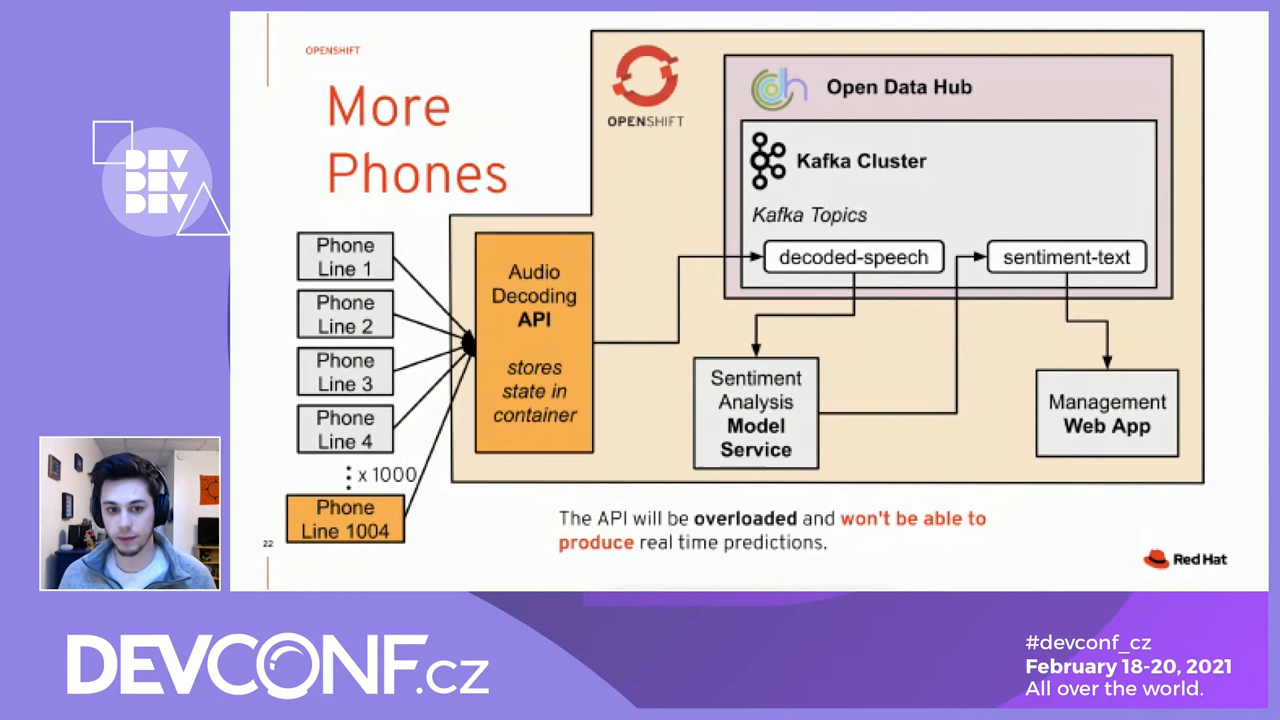 OPENSHIFT
More
Phones
OPENSHIFT
Open Data Hub
Kafka Cluster
Kafka Topics
decoded-speech
sentiment-text
Phone
Line 1
Phone
Line 2
Phone
Line 3
Phone
Line 4
x 1000
Phone
Line 1004
Audio
Decoding
API
stores
state in
container
Sentiment
Analysis
Model
Service
Management
Web App
The API will be overloaded and won't be able to
produce real time predictions.
22
Red Hat
DEV
DEV
DEV
DEVCONF.cz
#devconf_cz
February 18-20, 2021
All over the world.